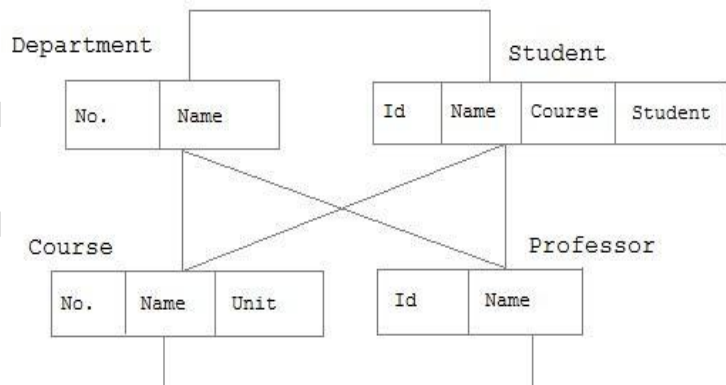 Department
Student
No. Name
Id Name Course Student
Course
Professor
No. Name Unit
Id Name